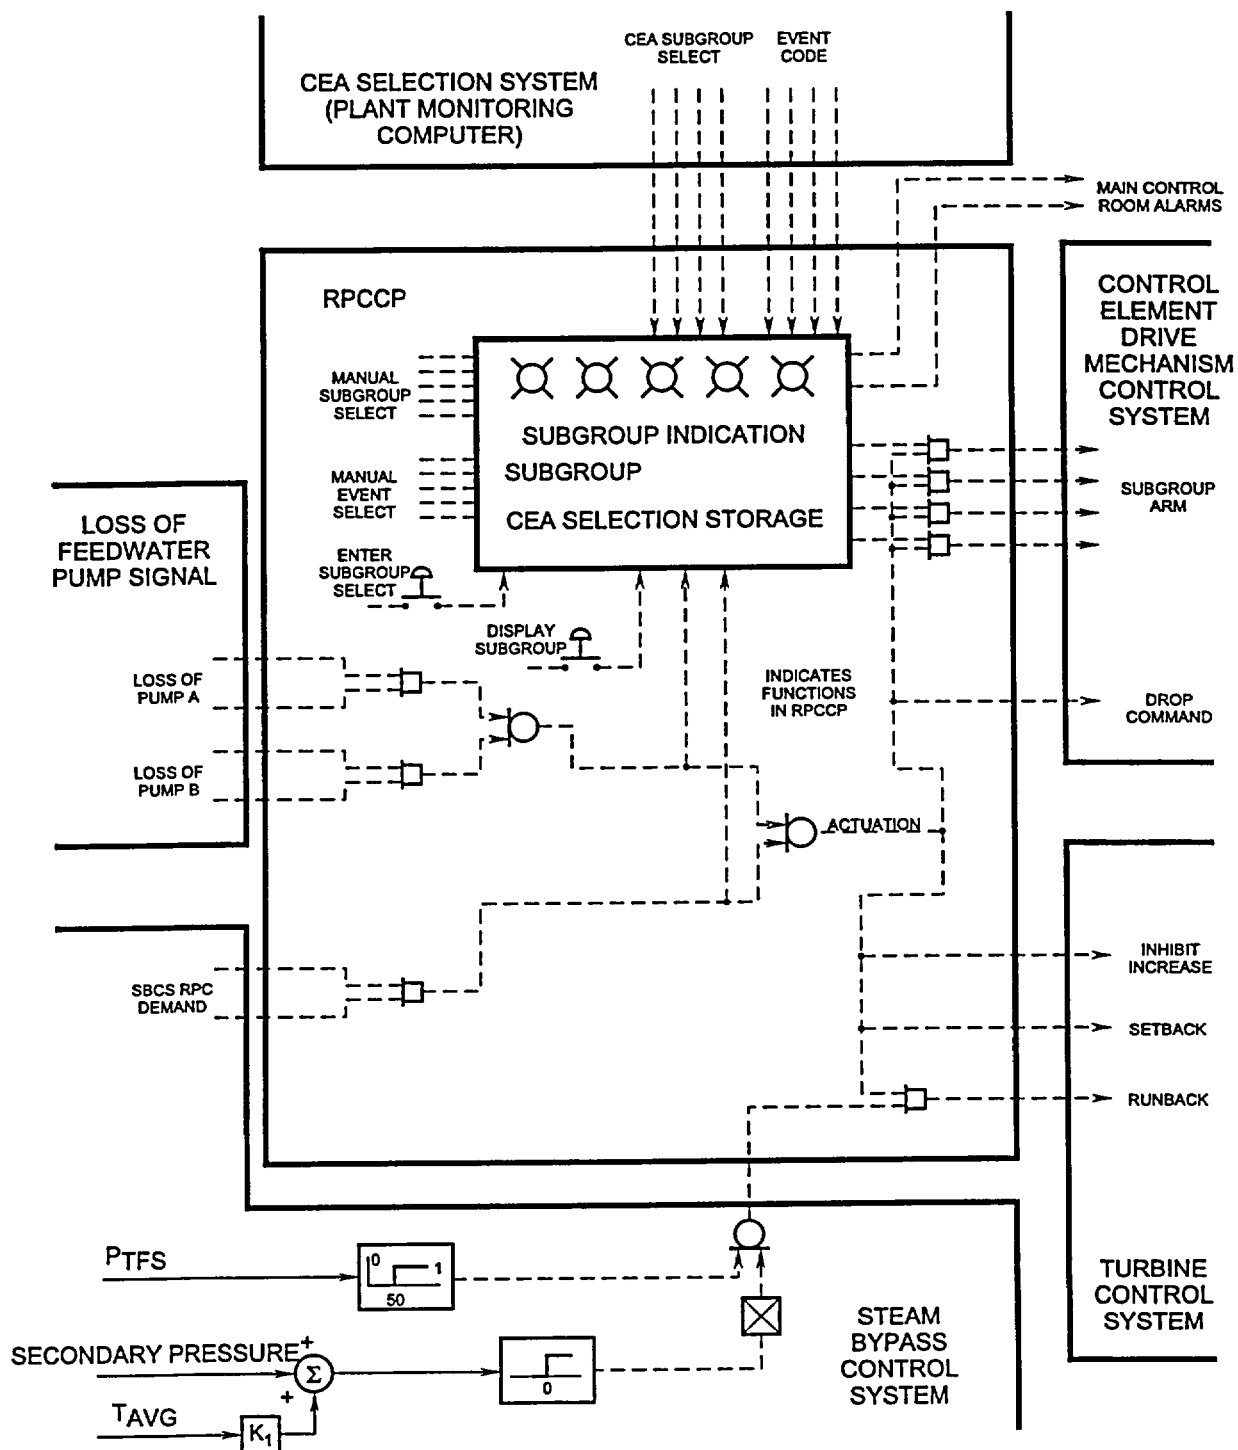 CEA SUBGROUP
SELECT
EVENT
CODE
CEA SELECTION SYSTEM
(PLANT MONITORING
COMPUTER)
MAIN CONTROL
ROOM ALARMS
RPCCP
CONTROL
ELEMENT
DRIVE
MECHANISM
CONTROL
SYSTEM
MANUAL
SUBGROUP
SELECT
SUBGROUP INDICATION
SUBGROUP
CEA SELECTION STORAGE
MANUAL
EVENT
SELECT
SUBGROUP
ARM
LOSS OF
FEEDWATER
PUMP SIGNAL
ENTER
SUBGROUP
SELECT
DISPLAY
SUBGROUP
LOSS OF
PUMP A
INDICATES
FUNCTIONS
IN RPCCP
DROP
COMMAND
LOSS OF
PUMP B
ACTUATION
SBCS RPC
DEMAND
INHIBIT
INCREASE
SETBACK
RUNBACK
PTFS
0
1
50
TURBINE
CONTROL
SYSTEM
STEAM
BYPASS
CONTROL
SYSTEM
SECONDARY PRESSURE
+
Σ
+
0
TAVG
K1